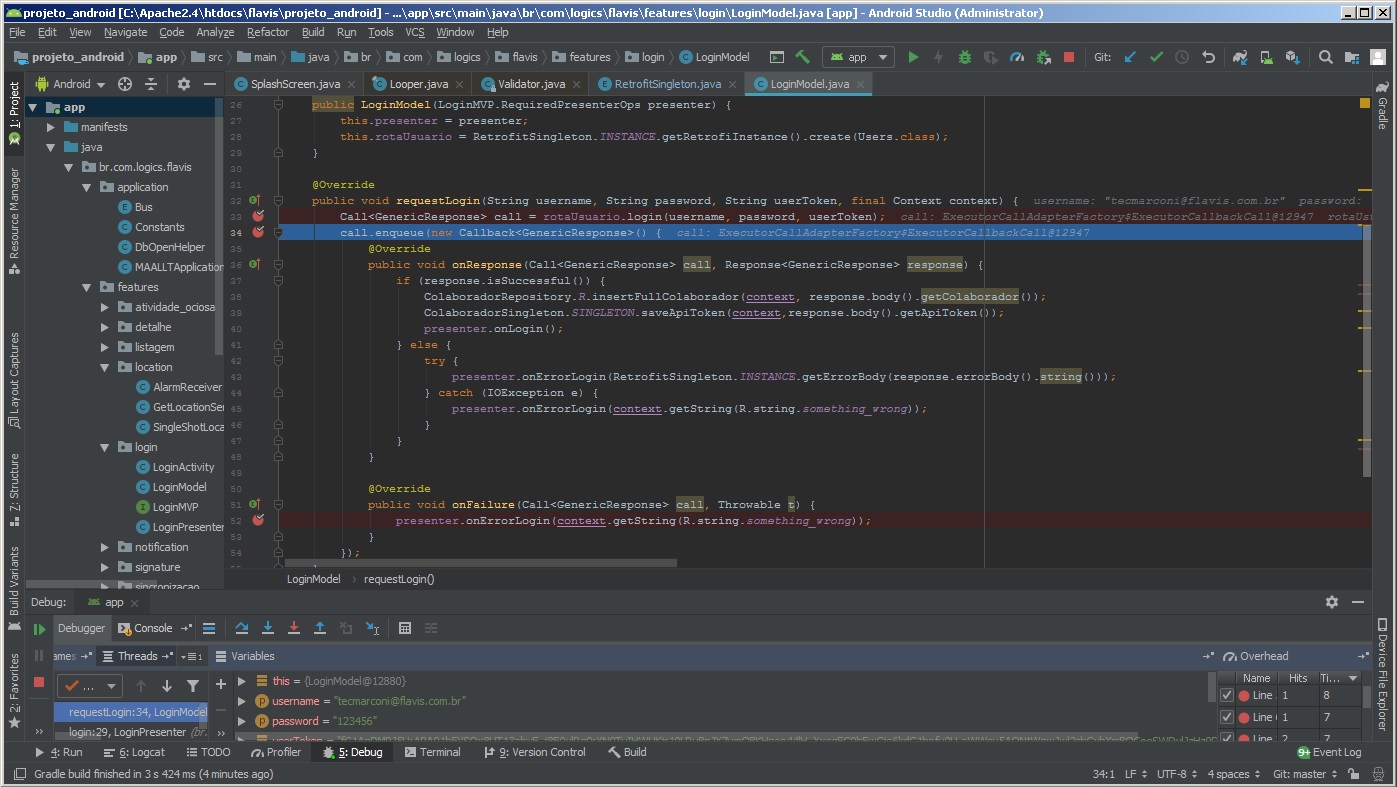 projeto_android [C:\Apache2.4\htdocs\flavis\projeto_android] - ...\app\src\main\java\br\com\logics\flavis\features\login\LoginModel.java [app] - Android Studio (Administrator)
File Edit View Navigate Code Analyze Refactor Build Run Tools VCS Window Help
projeto_android app src main java br com logics flavis features login LoginModel app Git:
Android SplashScreen.java Looper.java Validator.java RetrofitSingleton.java LoginModel.java
1: Project
Resource Manager
Layout Captures
7: Structure
Build Variants
2: Favorites
app
manifests
java
br.com.logics.flavis
application
Bus
Constants
DbOpenHelper
MAALLTApplication
features
atividade_ociosa
detalhe
listagem
location
AlarmReceiver
GetLocationSer
SingleShotLoca
login
LoginActivity
LoginModel
LoginMVP
LoginPresenter
notification
signature
sincronizacao
26 public LoginModel(LoginMVP.RequiredPresenterOps presenter) {
27 this.presenter = presenter;
28 this.rotaUsuario = RetrofitSingleton.INSTANCE.getRetrofiInstance().create(Users.class);
29 }
30
31 @Override
32 public void requestLogin(String username, String password, String userToken, final Context context) { username: "tecmarconi@flavis.com.br" password:
33 Call<GenericResponse> call = rotaUsuario.login(username, password, userToken); call: ExecutorCallAdapterFactory$ExecutorCallbackCall@12947 rotaUs
34 call.enqueue(new Callback<GenericResponse>() { call: ExecutorCallAdapterFactory$ExecutorCallbackCall@12947
35 @Override
36 public void onResponse(Call<GenericResponse> call, Response<GenericResponse> response) {
37 if (response.isSuccessful()) {
38 ColaboradorRepository.R.insertFullColaborador(context, response.body().getColaborador());
39 ColaboradorSingleton.SINGLETON.saveApiToken(context,response.body().getApiToken());
40 presenter.onLogin();
41 } else {
42 try {
43 presenter.onErrorLogin(RetrofitSingleton.INSTANCE.getErrorBody(response.errorBody().string()));
44 } catch (IOException e) {
45 presenter.onErrorLogin(context.getString(R.string.something_wrong));
46 }
47 }
48 }
49
50 @Override
51 public void onFailure(Call<GenericResponse> call, Throwable t) {
52 presenter.onErrorLogin(context.getString(R.string.something_wrong));
53 }
54 });
LoginModel requestLogin()
Gradle
Device File Explorer
Debug: app
Debugger Console
ames Threads Variables Overhead
requestLogin:34, LoginModel
login:29, LoginPresenter (br.
this = {LoginModel@12880}
username = "tecmarconi@flavis.com.br"
password = "123456"
Name Hits Ti...
Line 1 8
Line 1 7
Line 2 7
4: Run 6: Logcat TODO Profiler 5: Debug Terminal 9: Version Control Build 9+ Event Log
Gradle build finished in 3 s 424 ms (4 minutes ago) 34:1 LF UTF-8 4 spaces Git: master